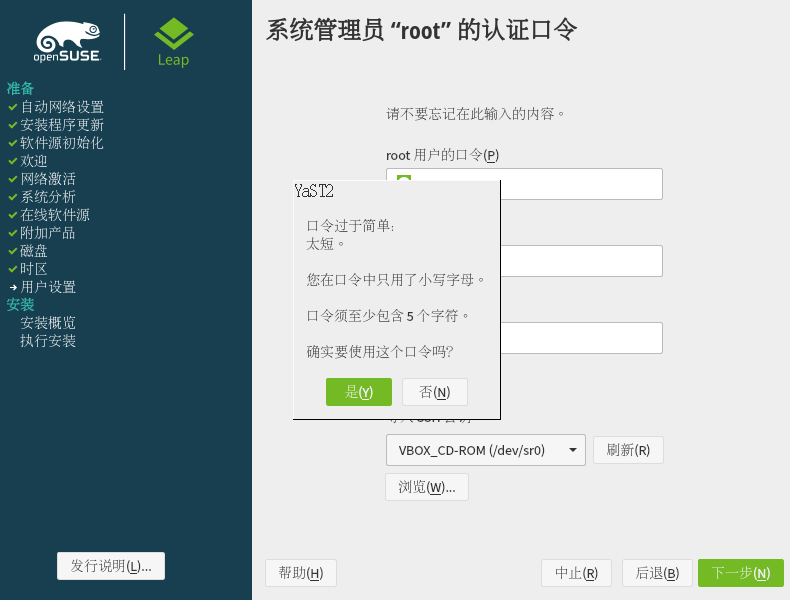 openSUSE
Leap
准备
自动网络设置
安装程序更新
软件源初始化
欢迎
网络激活
系统分析
在线软件源
附加产品
磁盘
时区
用户设置
安装
安装概览
执行安装
发行说明(L)...
系统管理员 “root” 的认证口令
请不要忘记在此输入的内容。
root 用户的口令(P)
YaST2
口令过于简单:
太短。
您在口令中只用了小写字母。
口令须至少包含 5 个字符。
确实要使用这个口令吗?
是(Y)
否(N)
VBOX_CD-ROM (/dev/sr0)
刷新(R)
浏览(W)...
帮助(H)
中止(R)
后退(B)
下一步(N)